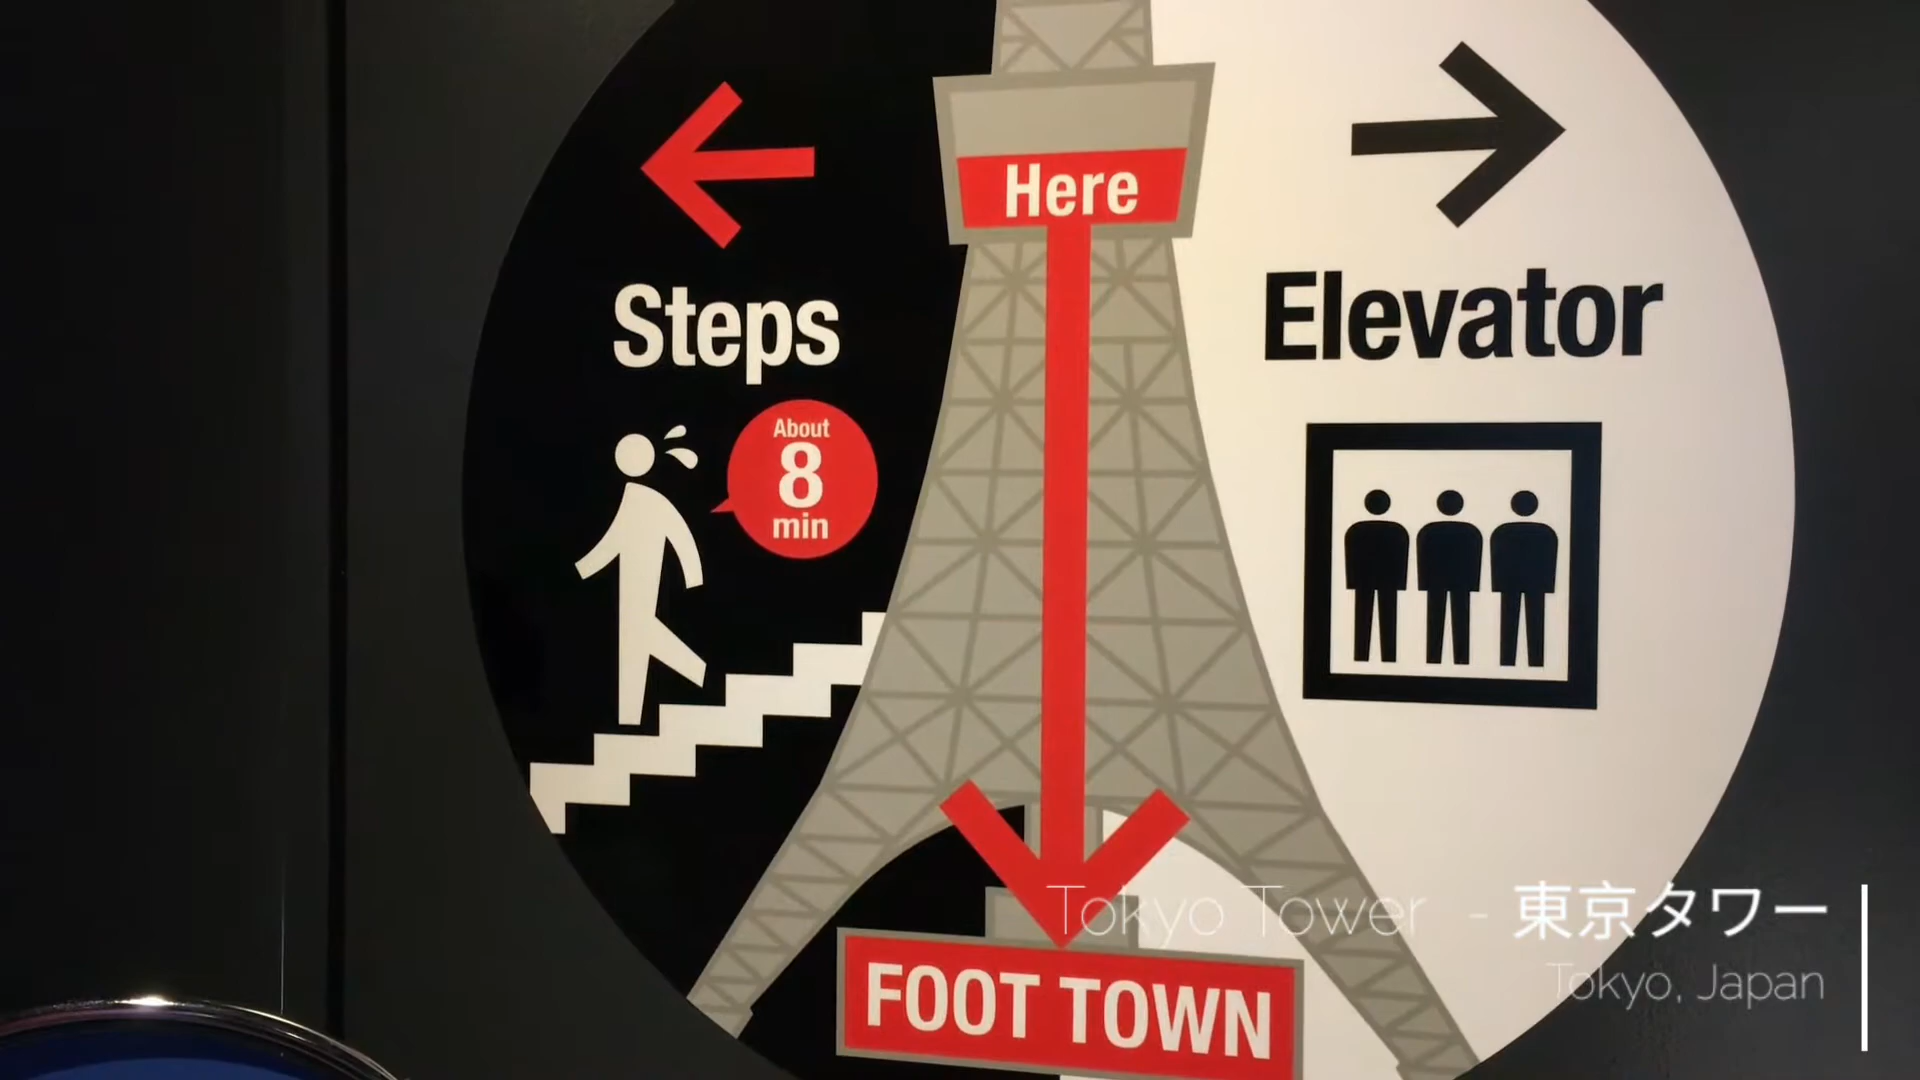 Here
Steps
Elevator
About
8
min
FOOT TOWN
Tokyo Tower - 東京タワー
Tokyo, Japan